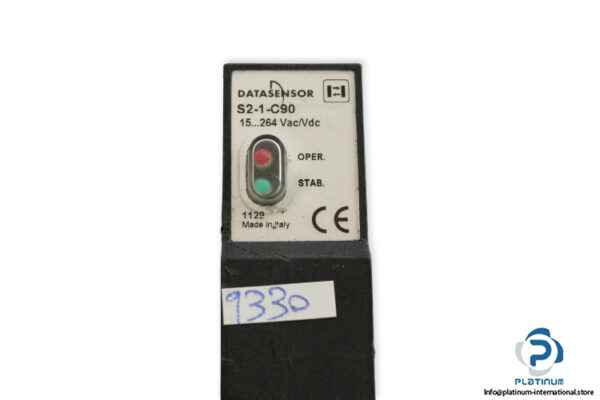 DATASENSOR
S2-1-C90
15...264 Vac/Vdc
OPER.
STAB.
1129
Made in Italy
CE
9330
PLATINUM
Info@platinum-international.store